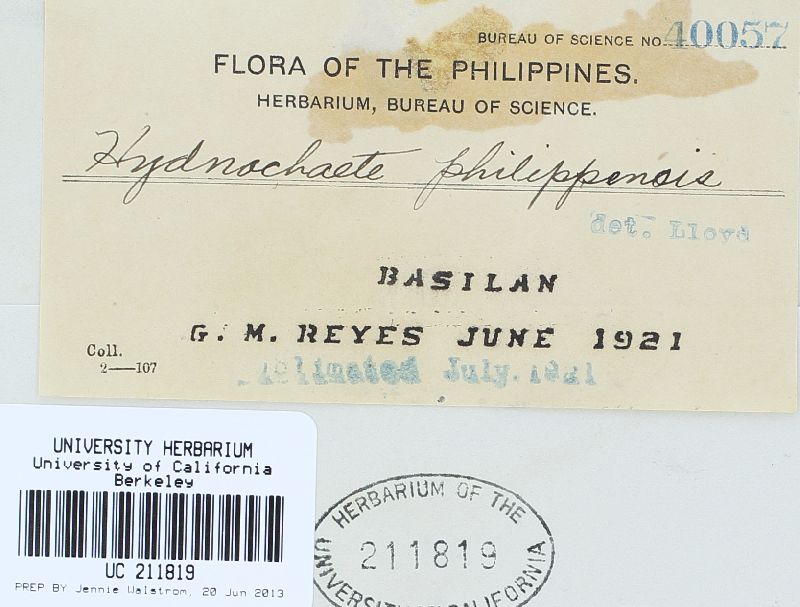 BUREAU OF SCIENCE NO. 40057
FLORA OF THE PHILIPPINES.
HERBARIUM, BUREAU OF SCIENCE.
Hydnochaete philippensis
det. Lloyd
BASILAN
G. M. REYES JUNE 1921
Coll.
2—107
July. 1921
UNIVERSITY HERBARIUM
University of California
Berkeley
UC 211819
PREP BY Jennie Walstrom, 20 Jun 2013
HERBARIUM OF THE
211819
UNIVERSITY CALIFORNIA